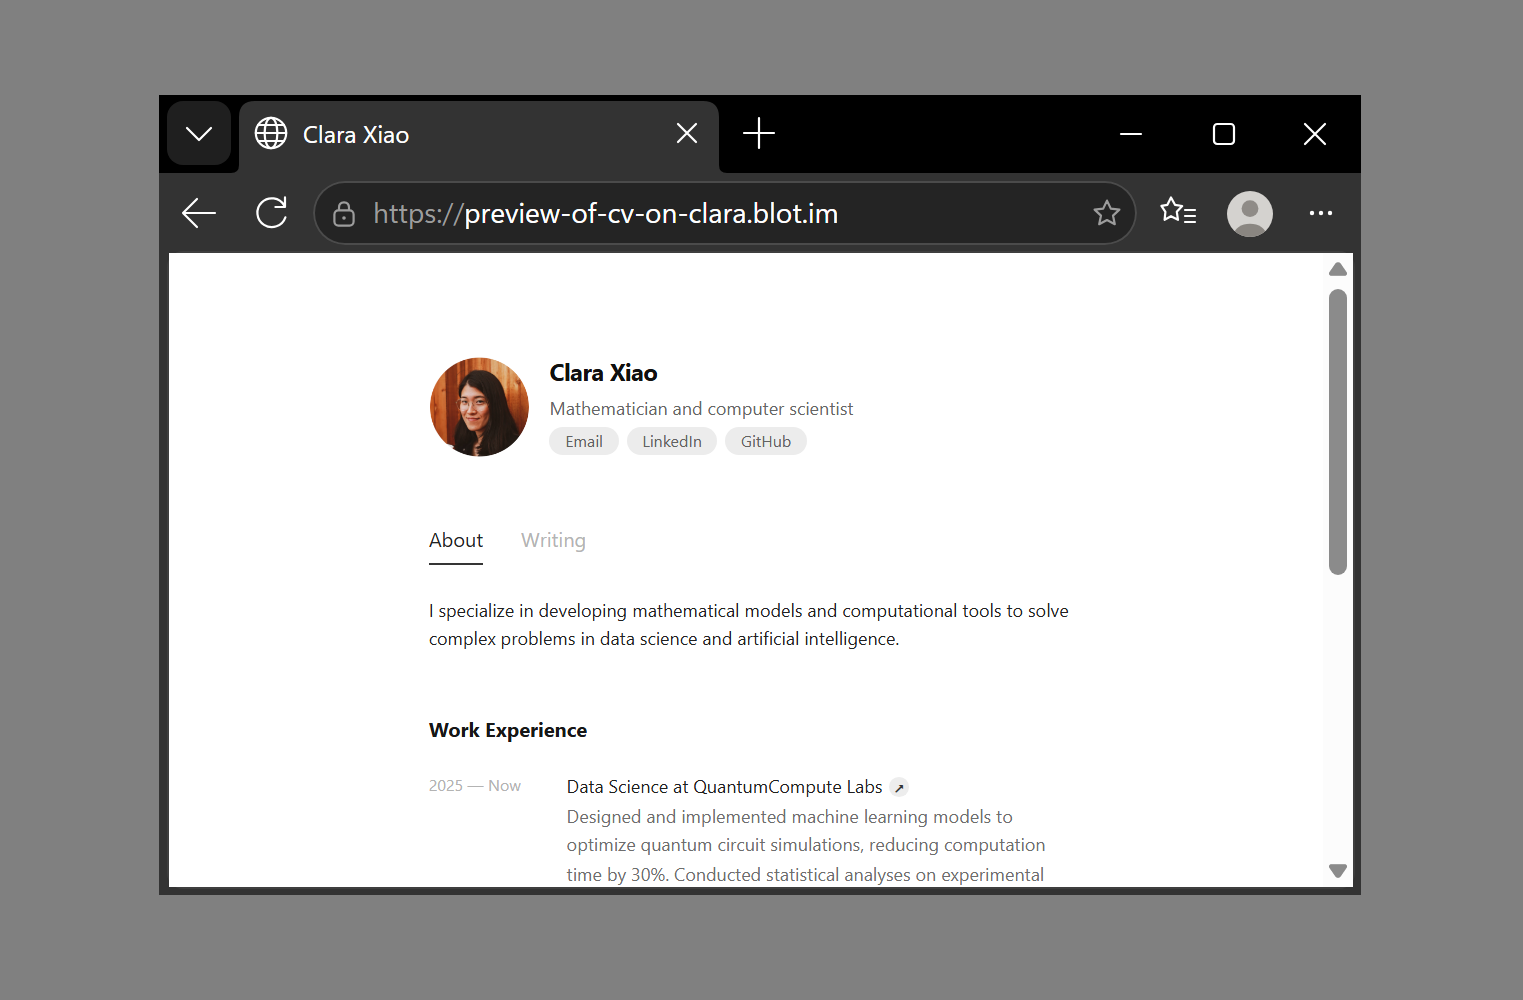 Clara Xiao
https://preview-of-cv-on-clara.blot.im
Clara Xiao
Mathematician and computer scientist
Email LinkedIn GitHub
About Writing
I specialize in developing mathematical models and computational tools to solve
complex problems in data science and artificial intelligence.
Work Experience
2025 — Now Data Science at QuantumCompute Labs ↗
Designed and implemented machine learning models to
optimize quantum circuit simulations, reducing computation
time by 30%. Conducted statistical analyses on experimental